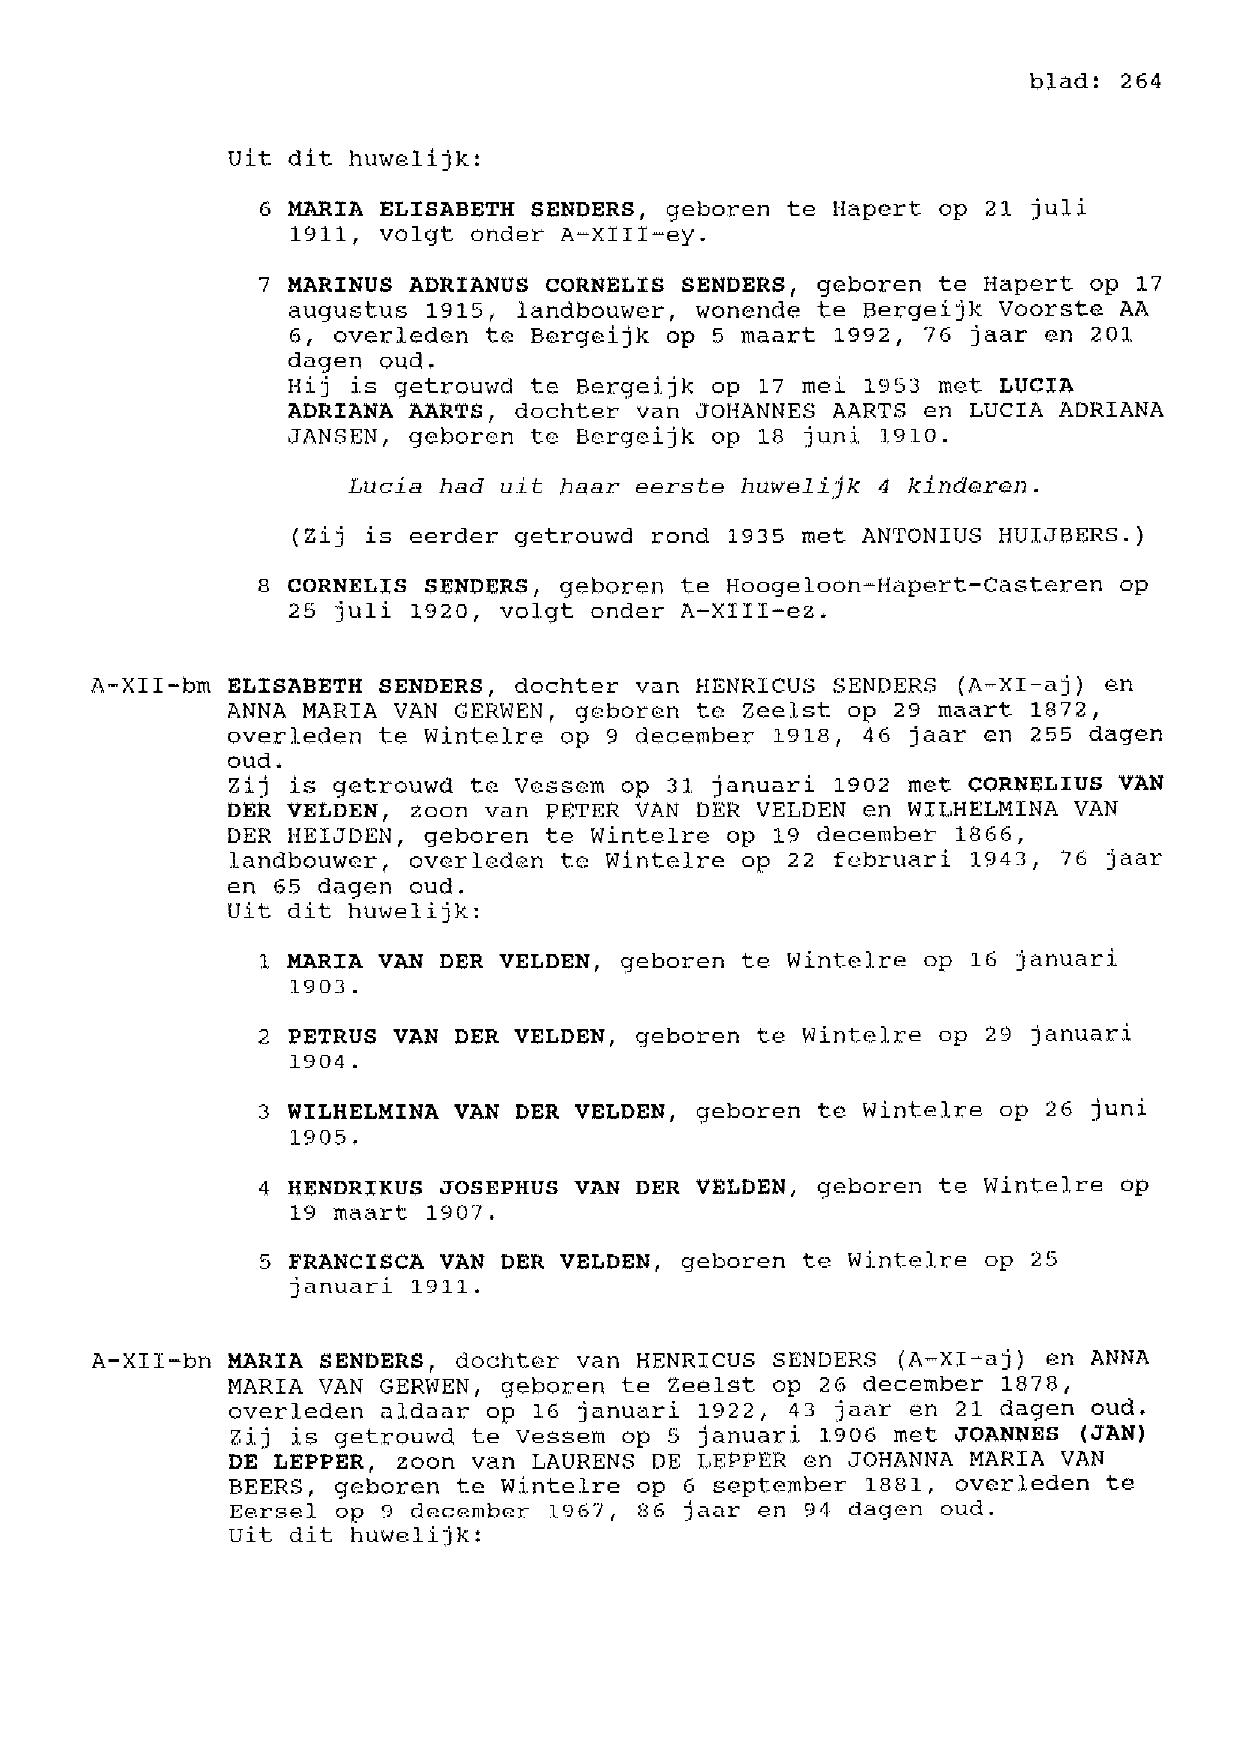 blad: 264
Uit dit huwelijk:
6 MARIA ELISABETH SENDERS, geboren te Hapert op 21 juli
1911, volgt onder A-XIII-ey.
7 MARINUS ADRIANUS CORNELIS SENDERS, geboren te Hapert op 17
augustus 1915, landbouwer, wonende te Bergeijk Voorste AA
6, overleden te Bergeijk op 5 maart 1992, 76 jaar en 201
dagen oud.
Hij is getrouwd te Bergeijk op 17 mei 1953 met LUCIA
ADRIANA AARTS, dochter van JOHANNES AARTS en LUCIA ADRIANA
JANSEN, geboren te Bergeijk op 18 juni 1910.
Lucia had uit haar eerste huwelijk 4 kinderen.
(Zij is eerder getrouwd rond 1935 met ANTONIUS HUIJBERS.)
8 CORNELIS SENDERS, geboren te Hoogeloon-Hapert-Casteren op
25 juli 1920, volgt onder A-XIII-ez.
A-XII-bm ELISABETH SENDERS, dochter van HENRICUS SENDERS (A-XI-aj) en
ANNA MARIA VAN GERWEN, geboren te Zeelst op 29 maart 1872,
overleden te Wintelre op 9 december 1918, 46 jaar en 255 dagen
oud.
Zij is getrouwd te Vessem op 31 januari 1902 met CORNELIUS VAN
DER VELDEN, zoon van PETER VAN DER VELDEN en WILHELMINA VAN
DER HEIJDEN, geboren te Wintelre op 19 december 1866,
landbouwer, overleden te Wintelre op 22 februari 1943, 76 jaar
en 65 dagen oud.
Uit dit huwelijk:
1 MARIA VAN DER VELDEN, geboren te Wintelre op 16 januari
1903.
2 PETRUS VAN DER VELDEN, geboren te Wintelre op 29 januari
1904.
3 WILHELMINA VAN DER VELDEN, geboren te Wintelre op 26 juni
1905.
4 HENDRIKUS JOSEPHUS VAN DER VELDEN, geboren te Wintelre op
19 maart 1907.
5 FRANCISCA VAN DER VELDEN, geboren te Wintelre op 25
januari 1911.
A-XII-bn MARIA SENDERS, dochter van HENRICUS SENDERS (A-XI-aj) en ANNA
MARIA VAN GERWEN, geboren te Zeelst op 26 december 1878,
overleden aldaar op 16 januari 1922, 43 jaar en 21 dagen oud.
Zij is getrouwd te Vessem op 5 januari 1906 met JOANNES (JAN)
DE LEPPER, zoon van LAURENS DE LEPPER en JOHANNA MARIA VAN
BEERS, geboren te Wintelre op 6 september 1881, overleden te
Eersel op 9 december 1967, 86 jaar en 94 dagen oud.
Uit dit huwelijk: